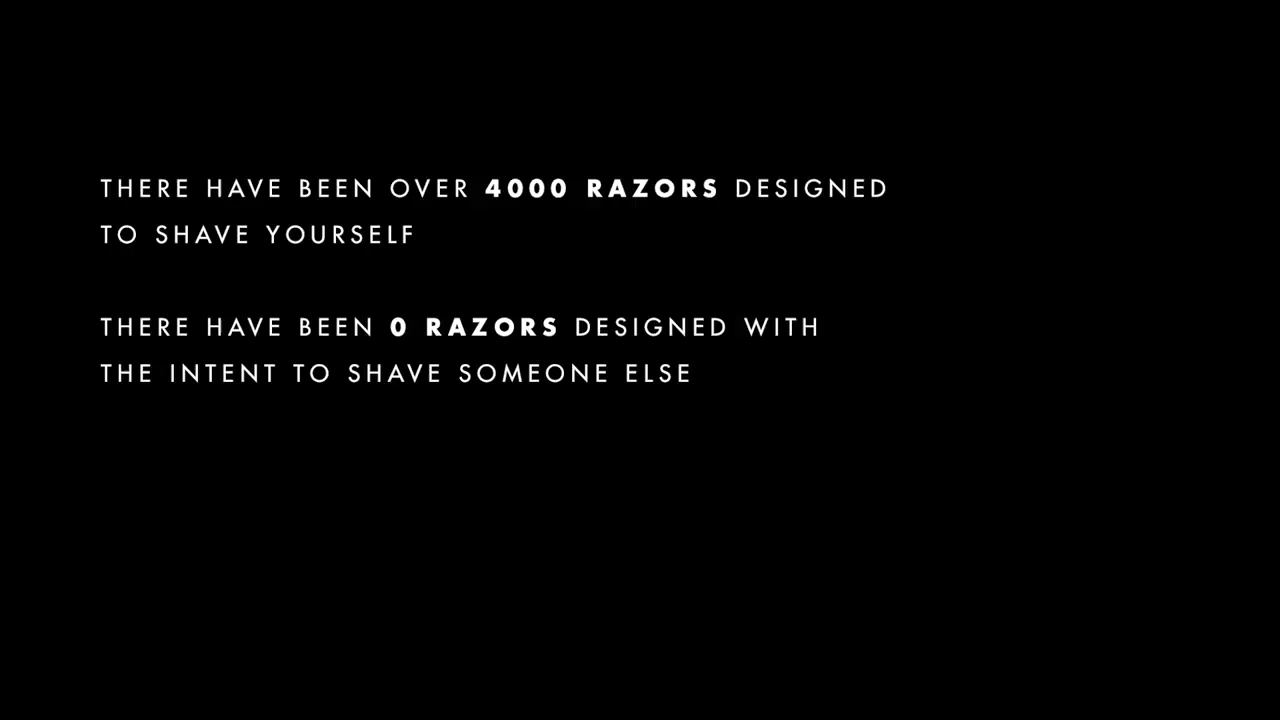 THERE HAVE BEEN OVER 4000 RAZORS DESIGNED
TO SHAVE YOURSELF
THERE HAVE BEEN 0 RAZORS DESIGNED WITH
THE INTENT TO SHAVE SOMEONE ELSE